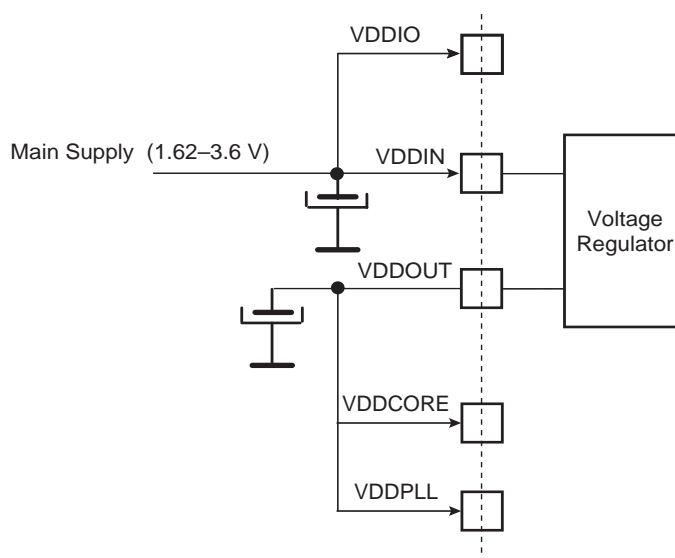 VDDIO
Main Supply (1.62–3.6 V)
VDDIN
Voltage
Regulator
VDDOUT
VDDCORE
VDDPLL